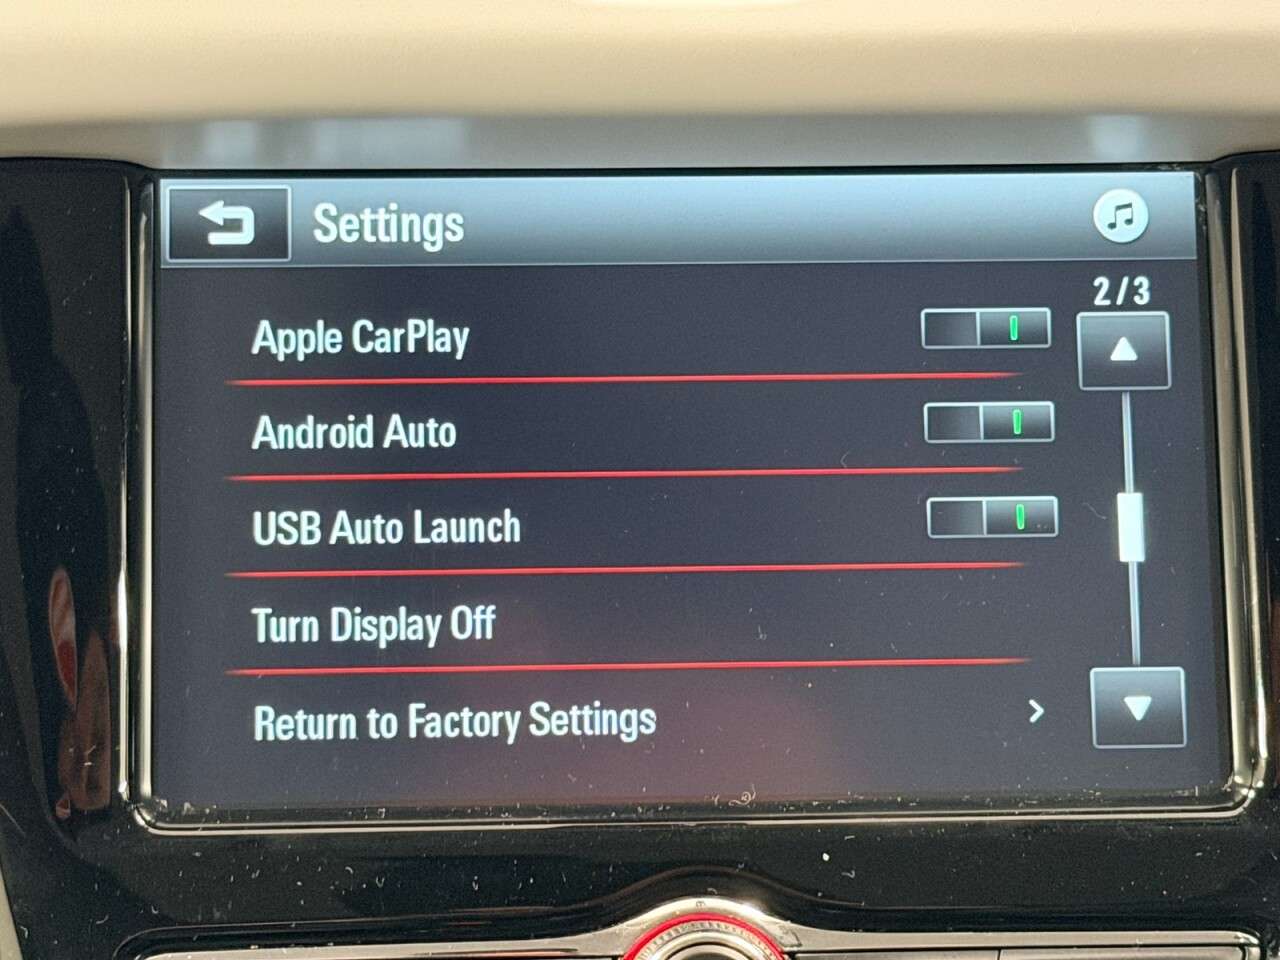 Settings
2/3
Apple CarPlay
Android Auto
USB Auto Launch
Turn Display Off
Return to Factory Settings